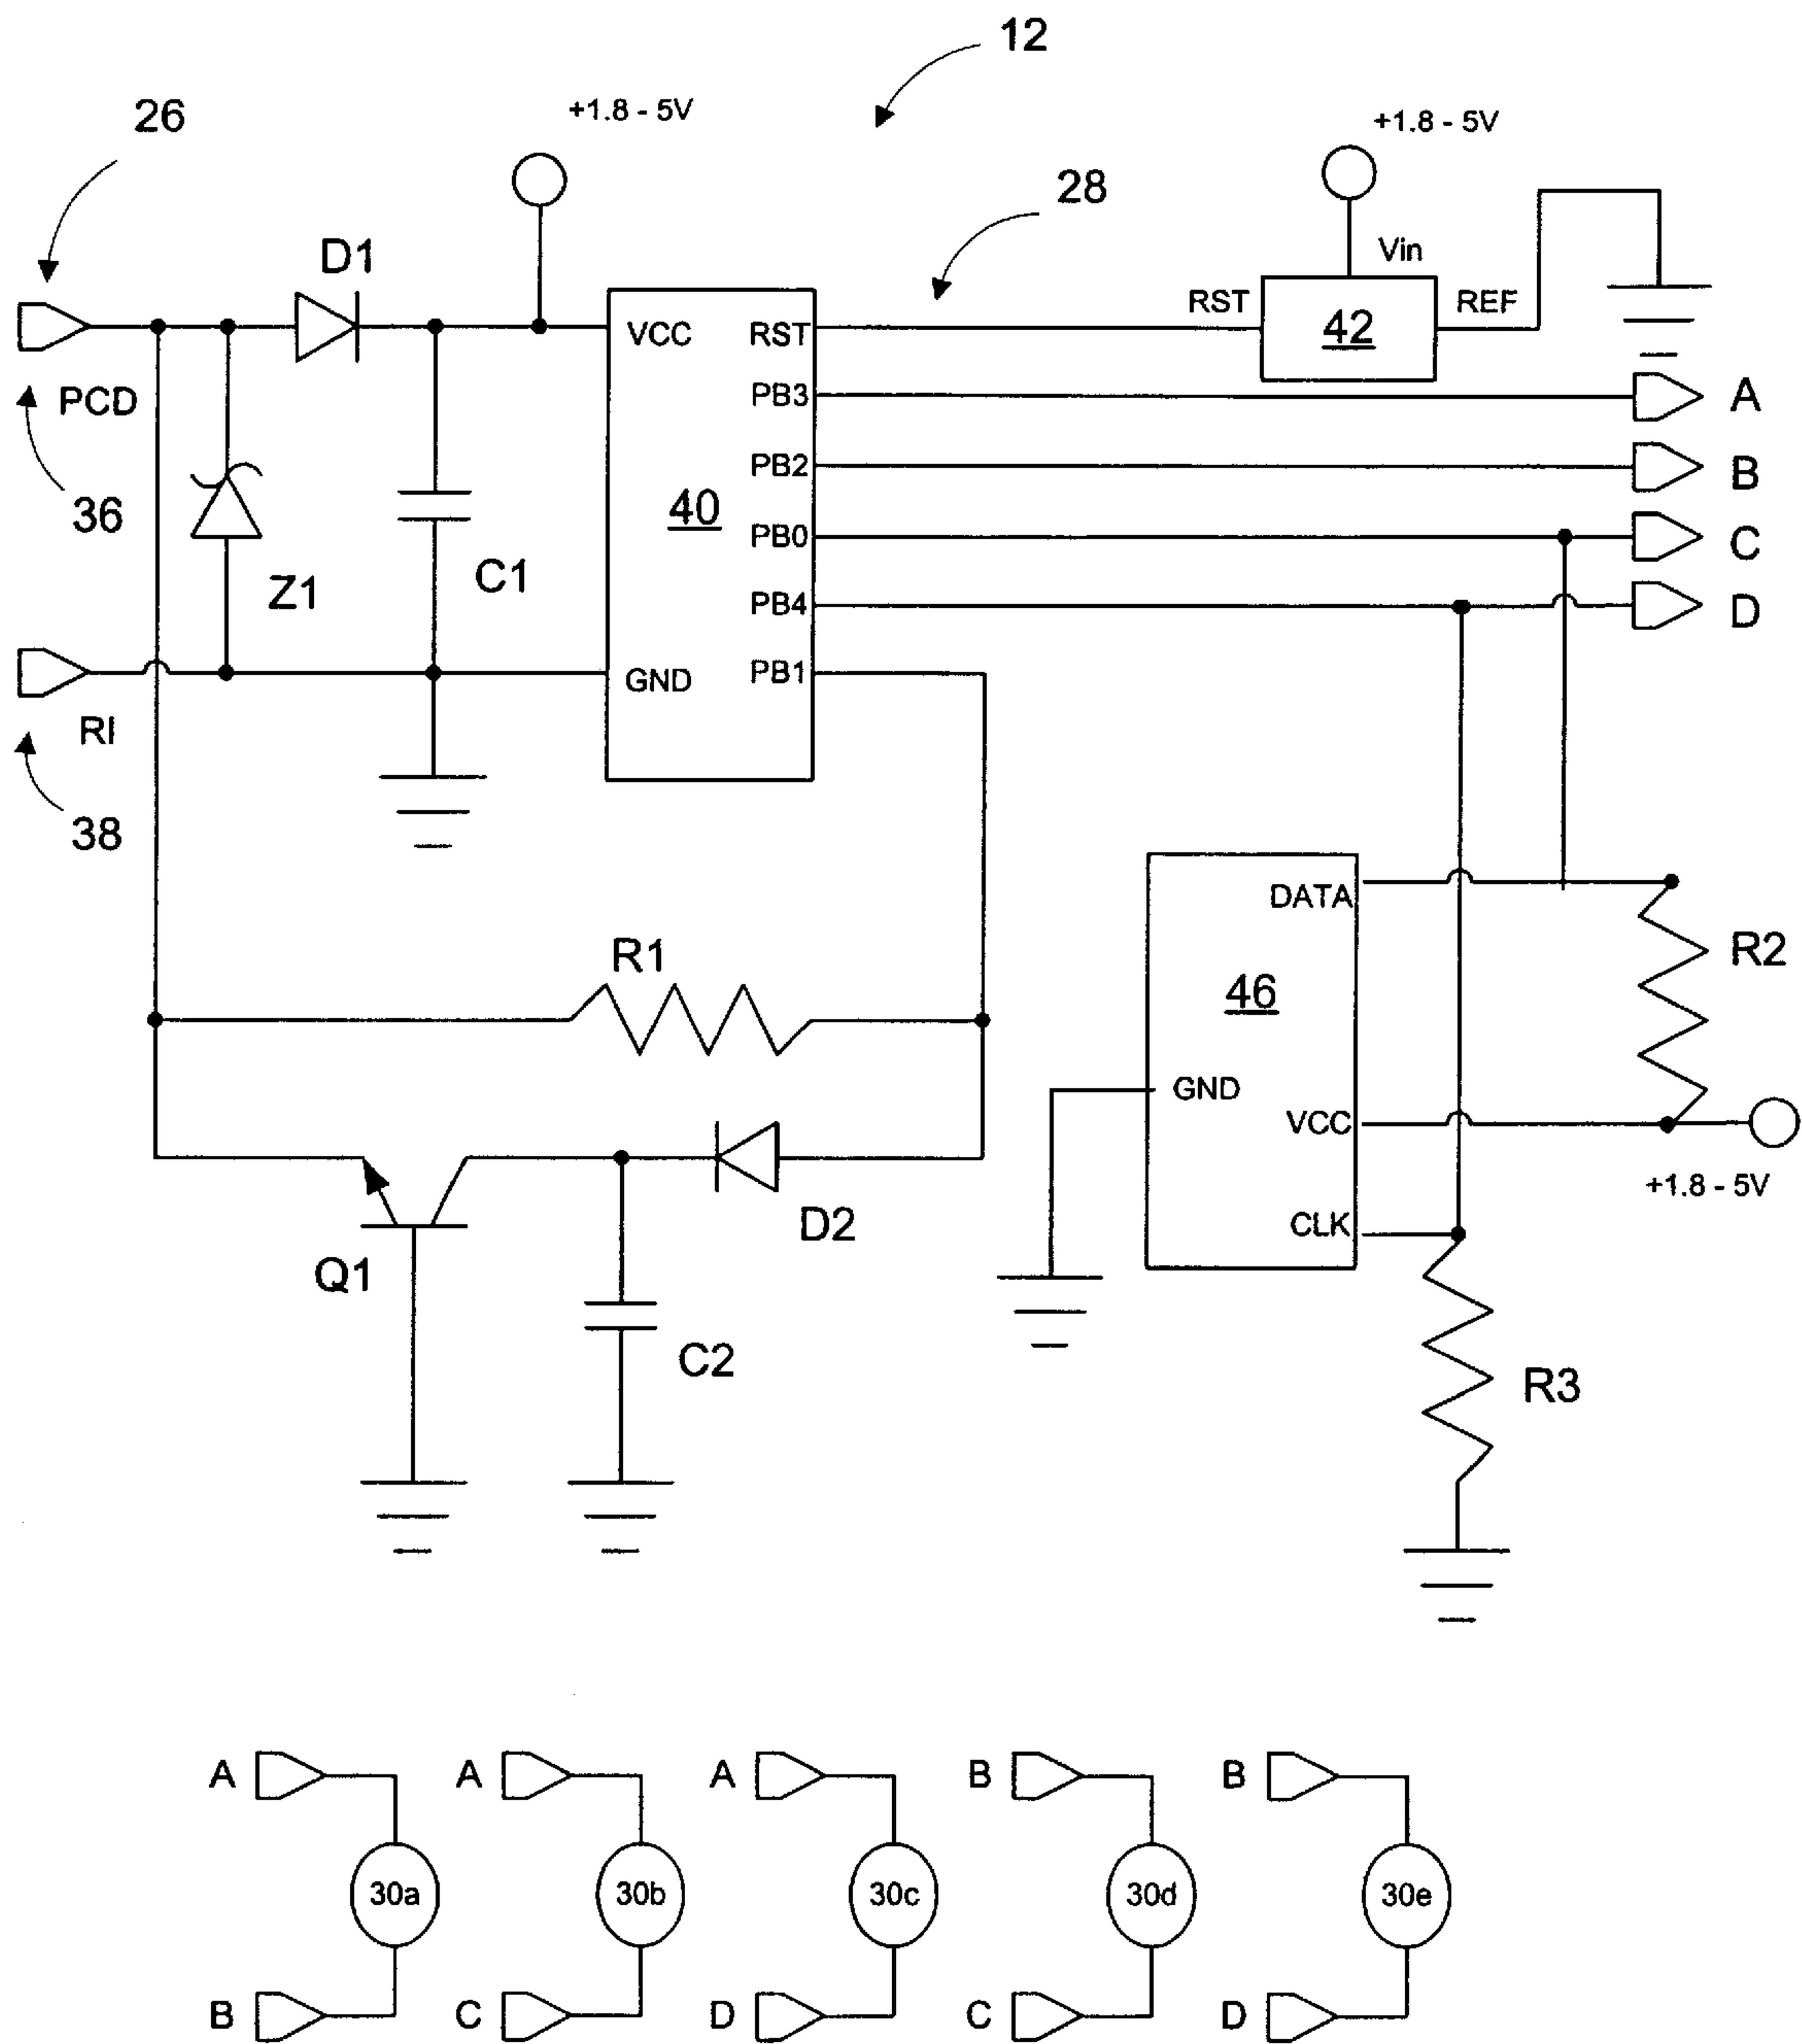 12
26
+1.8 - 5V
+1.8 - 5V
28
D1
Vin
RST
REF
42
VCC
RST
PCD
PB3
A
PB2
B
36
40
PB0
C
Z1
C1
PB4
D
RI
GND
PB1
38
DATA
R1
R2
46
GND
VCC
+1.8 - 5V
D2
CLK
Q1
C2
R3
A
A
A
B
B
30a
30b
30c
30d
30e
B
C
D
C
D